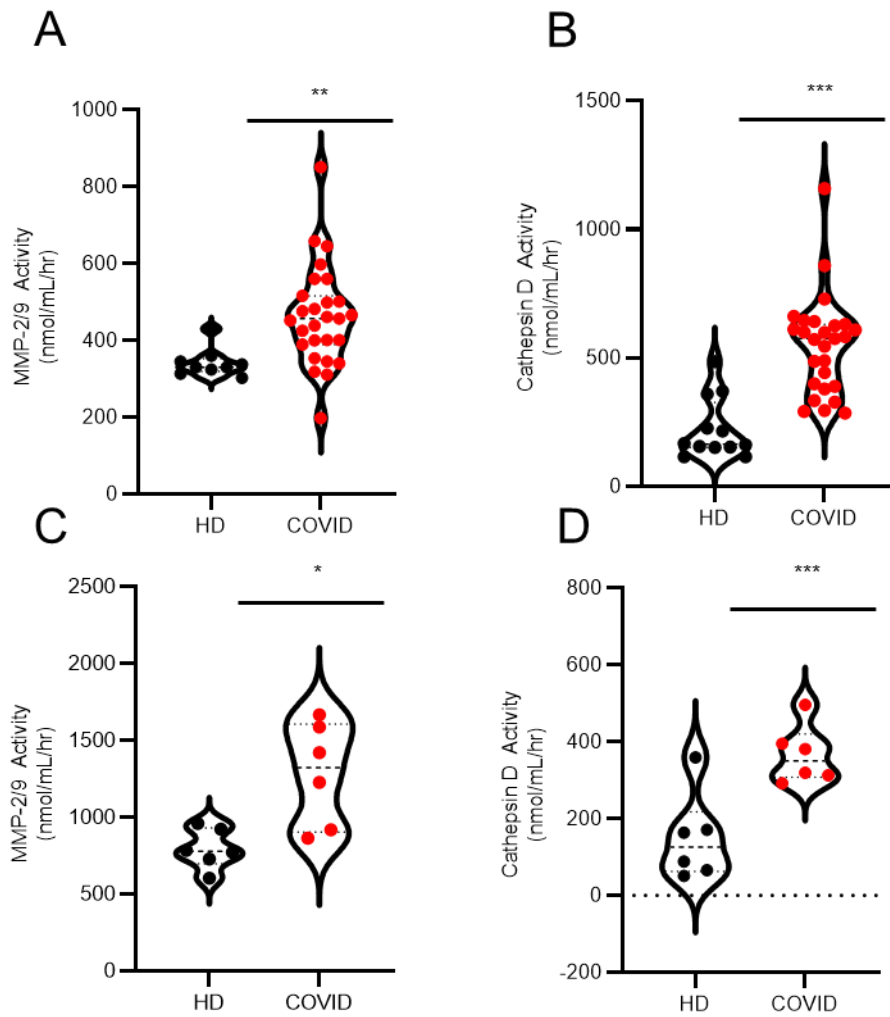 A
**
MMP-2/9 Activity
(nmol/mL/hr)
1000
800
600
400
200
0
HD
COVID
B
***
Cathepsin D Activity
(nmol/mL/hr)
1500
1000
500
0
HD
COVID
C
*
MMP-2/9 Activity
(nmol/mL/hr)
2500
2000
1500
1000
500
0
HD
COVID
D
***
Cathepsin D Activity
(nmol/mL/hr)
800
600
400
200
0
-200
HD
COVID